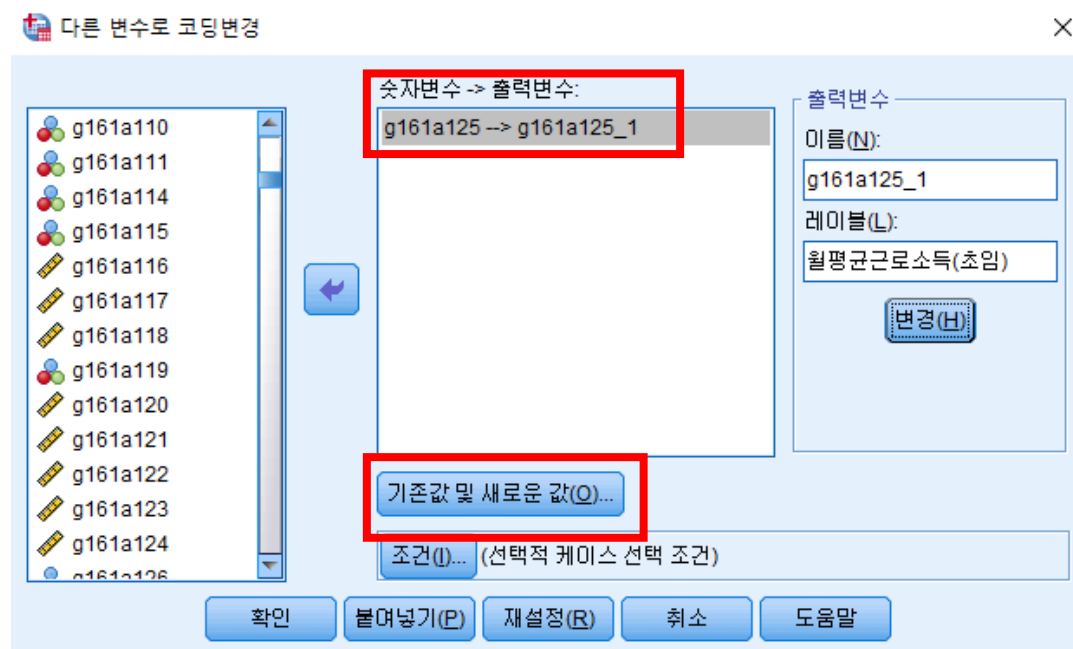 다른 변수로 코딩변경
g161a110
g161a111
g161a114
g161a115
g161a116
g161a117
g161a118
g161a119
g161a120
g161a121
g161a122
g161a123
g161a124
g161a126
숫자변수 -> 출력변수:
g161a125 --> g161a125_1
기존값 및 새로운 값(O)...
조건(I)... (선택적 케이스 선택 조건)
출력변수
이름(N):
g161a125_1
레이블(L):
월평균근로소득(초임)
변경(H)
확인 붙여넣기(P) 재설정(R) 취소 도움말